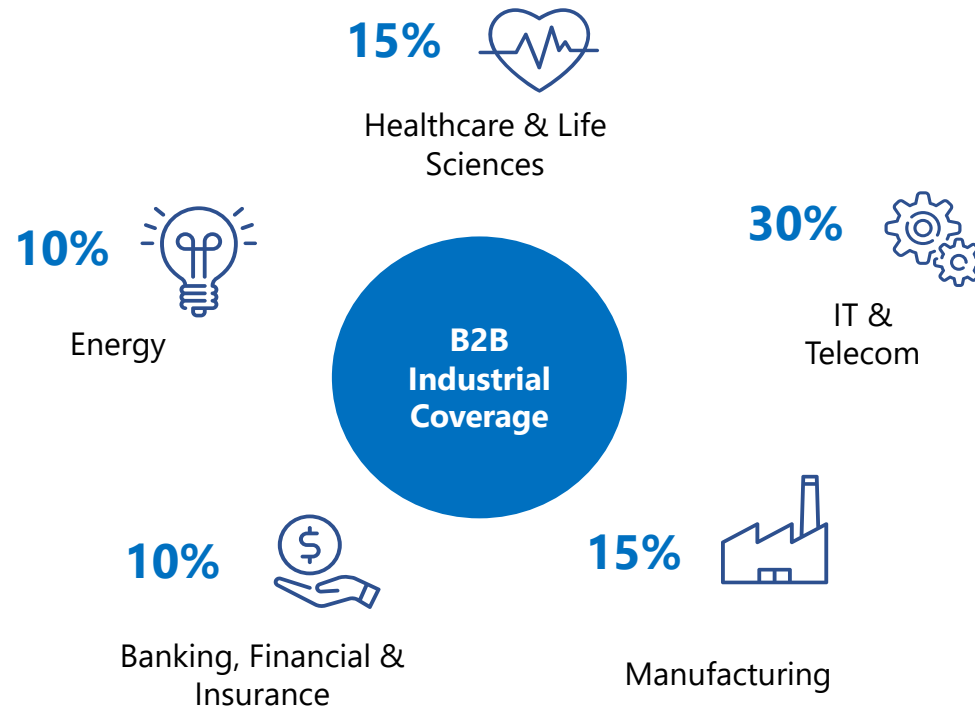 15%
Healthcare & Life
Sciences
10%
Energy
30%
IT &
Telecom
B2B
Industrial
Coverage
10%
$
Banking, Financial &
Insurance
15%
Manufacturing